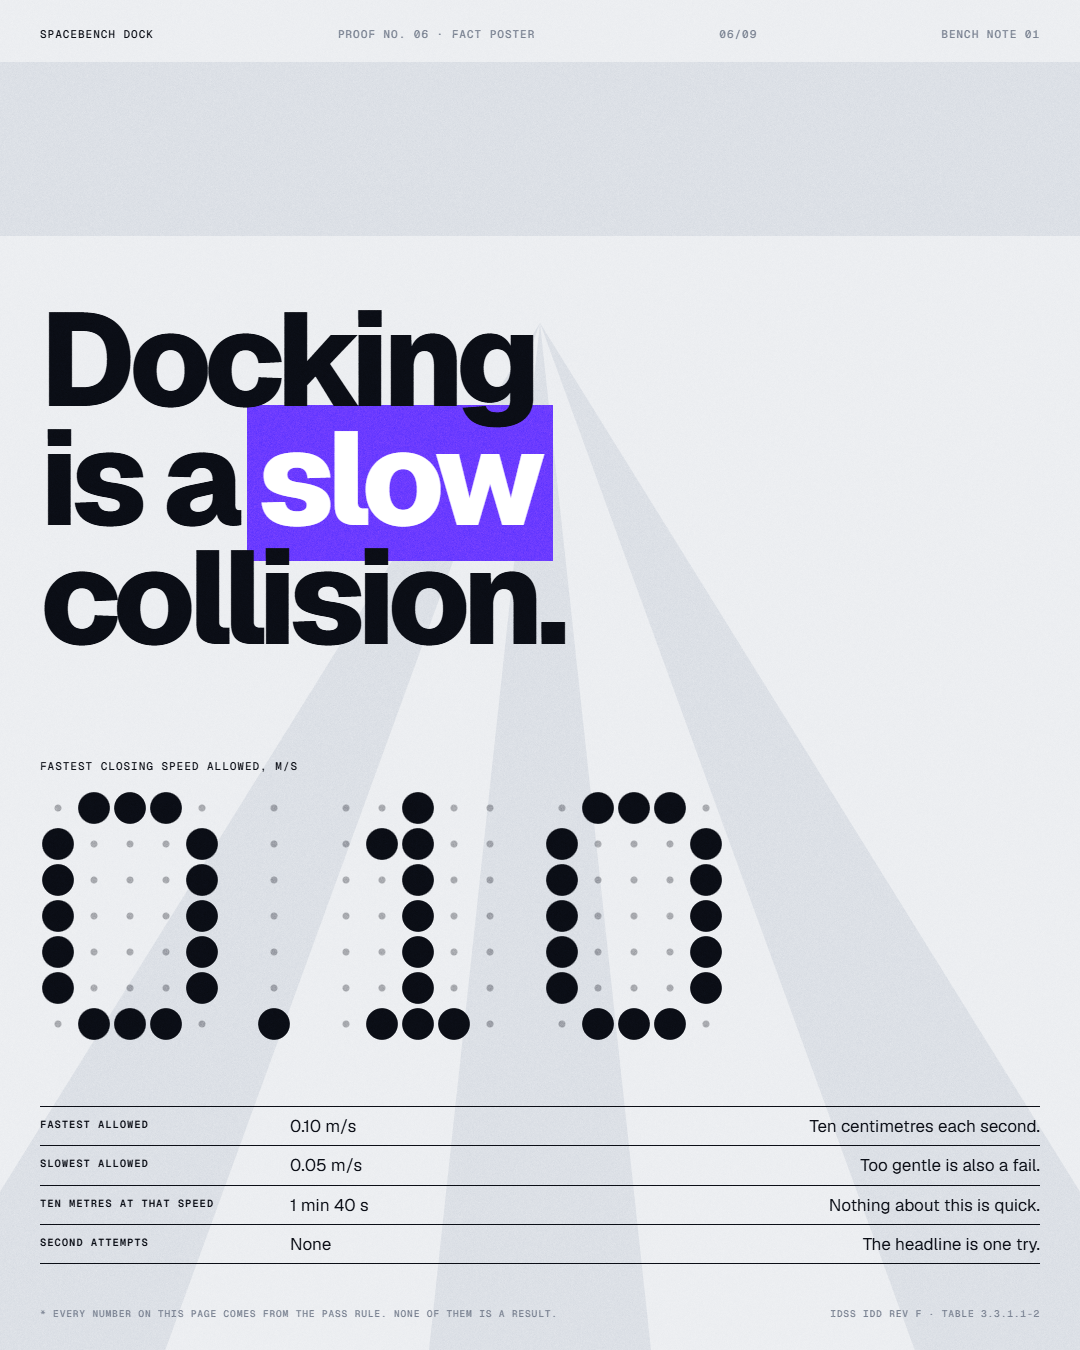 SPACEBENCH DOCK
PROOF NO. 06 · FACT POSTER
06/09
BENCH NOTE 01
Docking
is a slow
collision.
FASTEST CLOSING SPEED ALLOWED, M/S
0.10
FASTEST ALLOWED 0.10 m/s Ten centimetres each second.
SLOWEST ALLOWED 0.05 m/s Too gentle is also a fail.
TEN METRES AT THAT SPEED 1 min 40 s Nothing about this is quick.
SECOND ATTEMPTS None The headline is one try.
* EVERY NUMBER ON THIS PAGE COMES FROM THE PASS RULE. NONE OF THEM IS A RESULT.
IDSS IDD REV F · TABLE 3.3.1.1-2